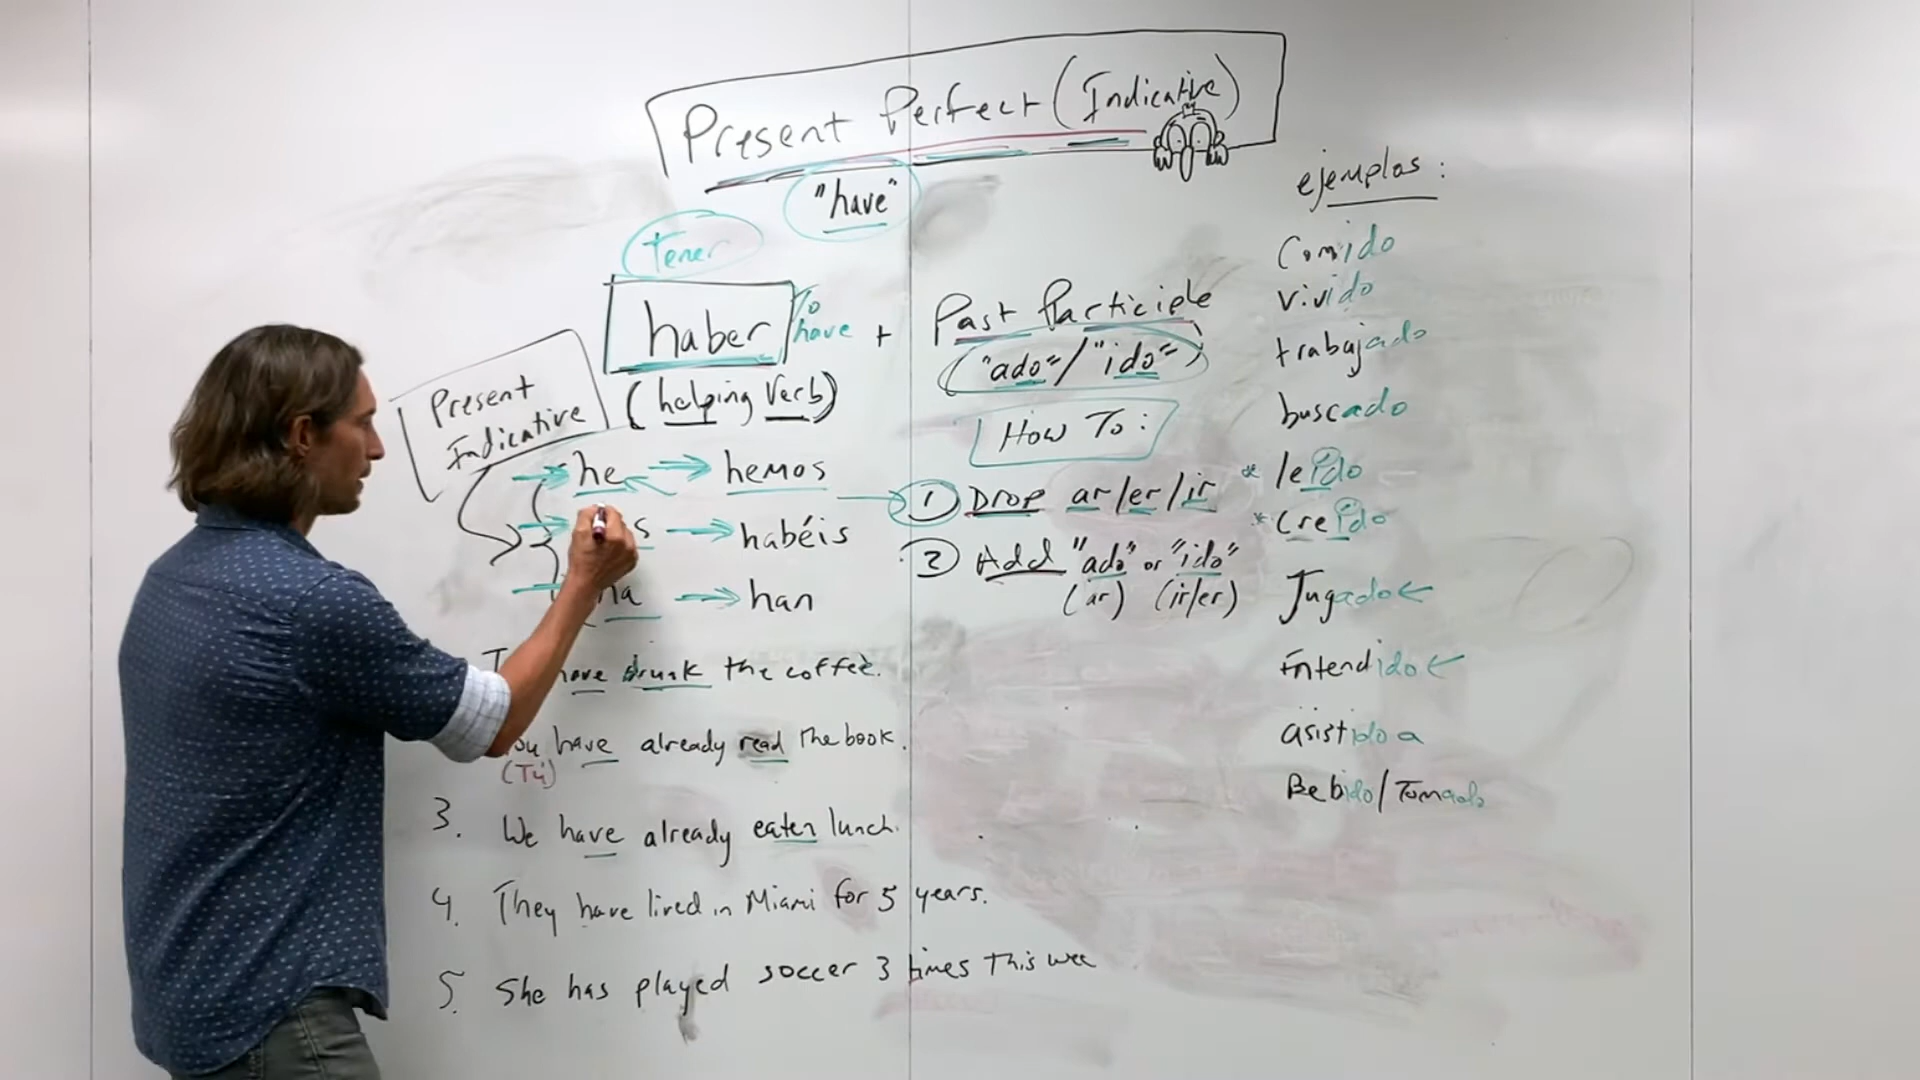 Present Perfect (Indicative)
"have"
tener
haber To have + Past Participle
(helping Verb)
("ado"/"ido")
Present Indicative
How To:
he hemos
habéis
ha han
1 Drop ar/er/ir
2 Add "ado" or "ido"
(ar) (ir/er)
have drunk the coffee.
You have already read the book.
(Tú)
3. We have already eaten lunch.
4. They have lived in Miami for 5 years.
5. She has played soccer 3 times this wee
ejemplos:
Comido
vivido
trabajado
buscado
* leído
* creído
Jugado
Entendido
asistido a
Bebido/Tomado